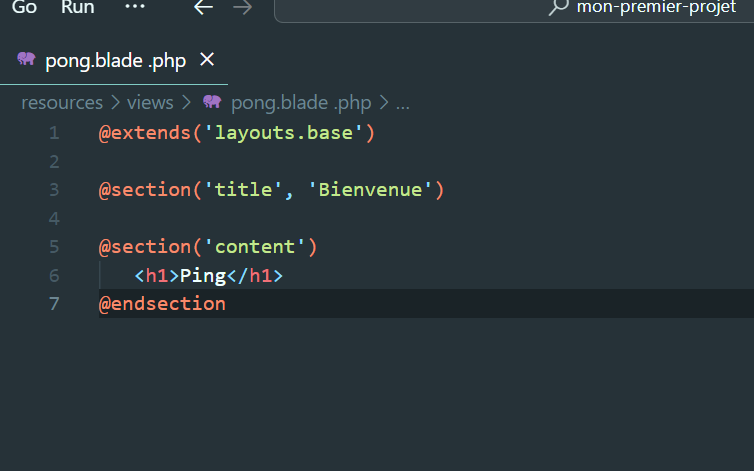 Go Run ... ← → mon-premier-projet
pong.blade .php ×
resources > views > pong.blade .php > ...
1 @extends('layouts.base')
2
3 @section('title', 'Bienvenue')
4
5 @section('content')
6 <h1>Ping</h1>
7 @endsection